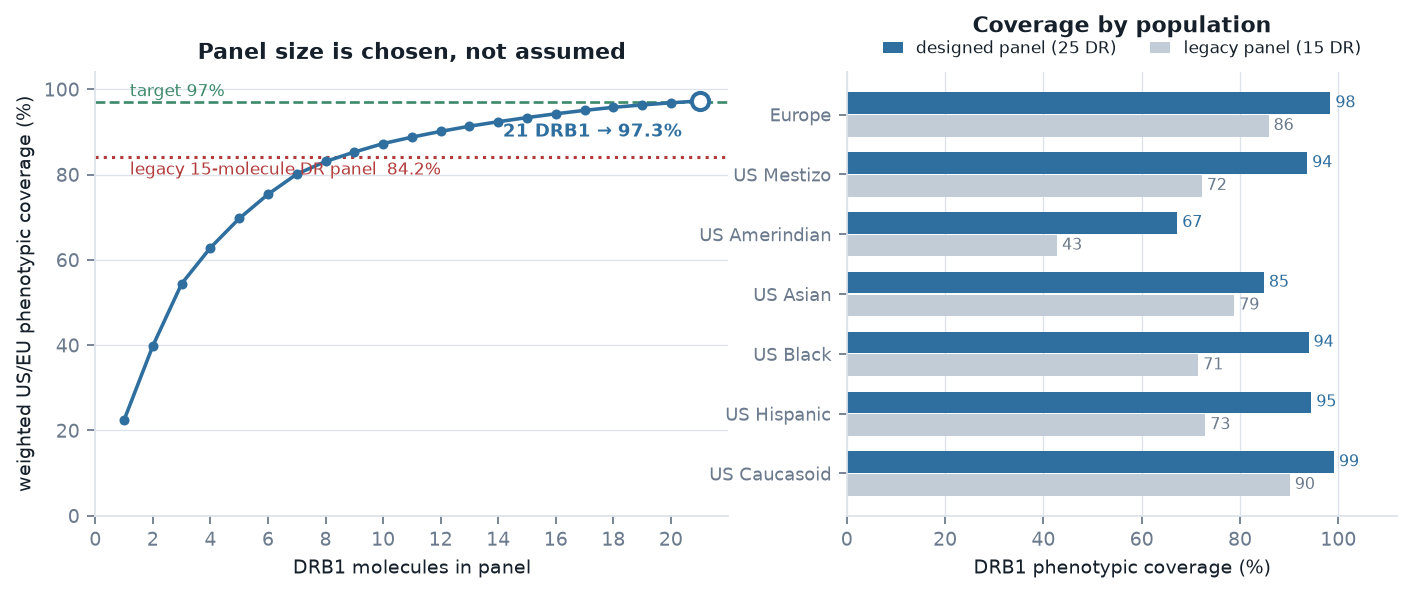 Panel size is chosen, not assumed
weighted US/EU phenotypic coverage (%)
100
80
60
40
20
0
target 97%
legacy 15-molecule DR panel  84.2%
21 DRB1 → 97.3%
0 2 4 6 8 10 12 14 16 18 20
DRB1 molecules in panel
Coverage by population
designed panel (25 DR)
legacy panel (15 DR)
Europe 98
86
US Mestizo 94
72
US Amerindian 67
43
US Asian 85
79
US Black 94
71
US Hispanic 95
73
US Caucasoid 99
90
0 20 40 60 80 100
DRB1 phenotypic coverage (%)